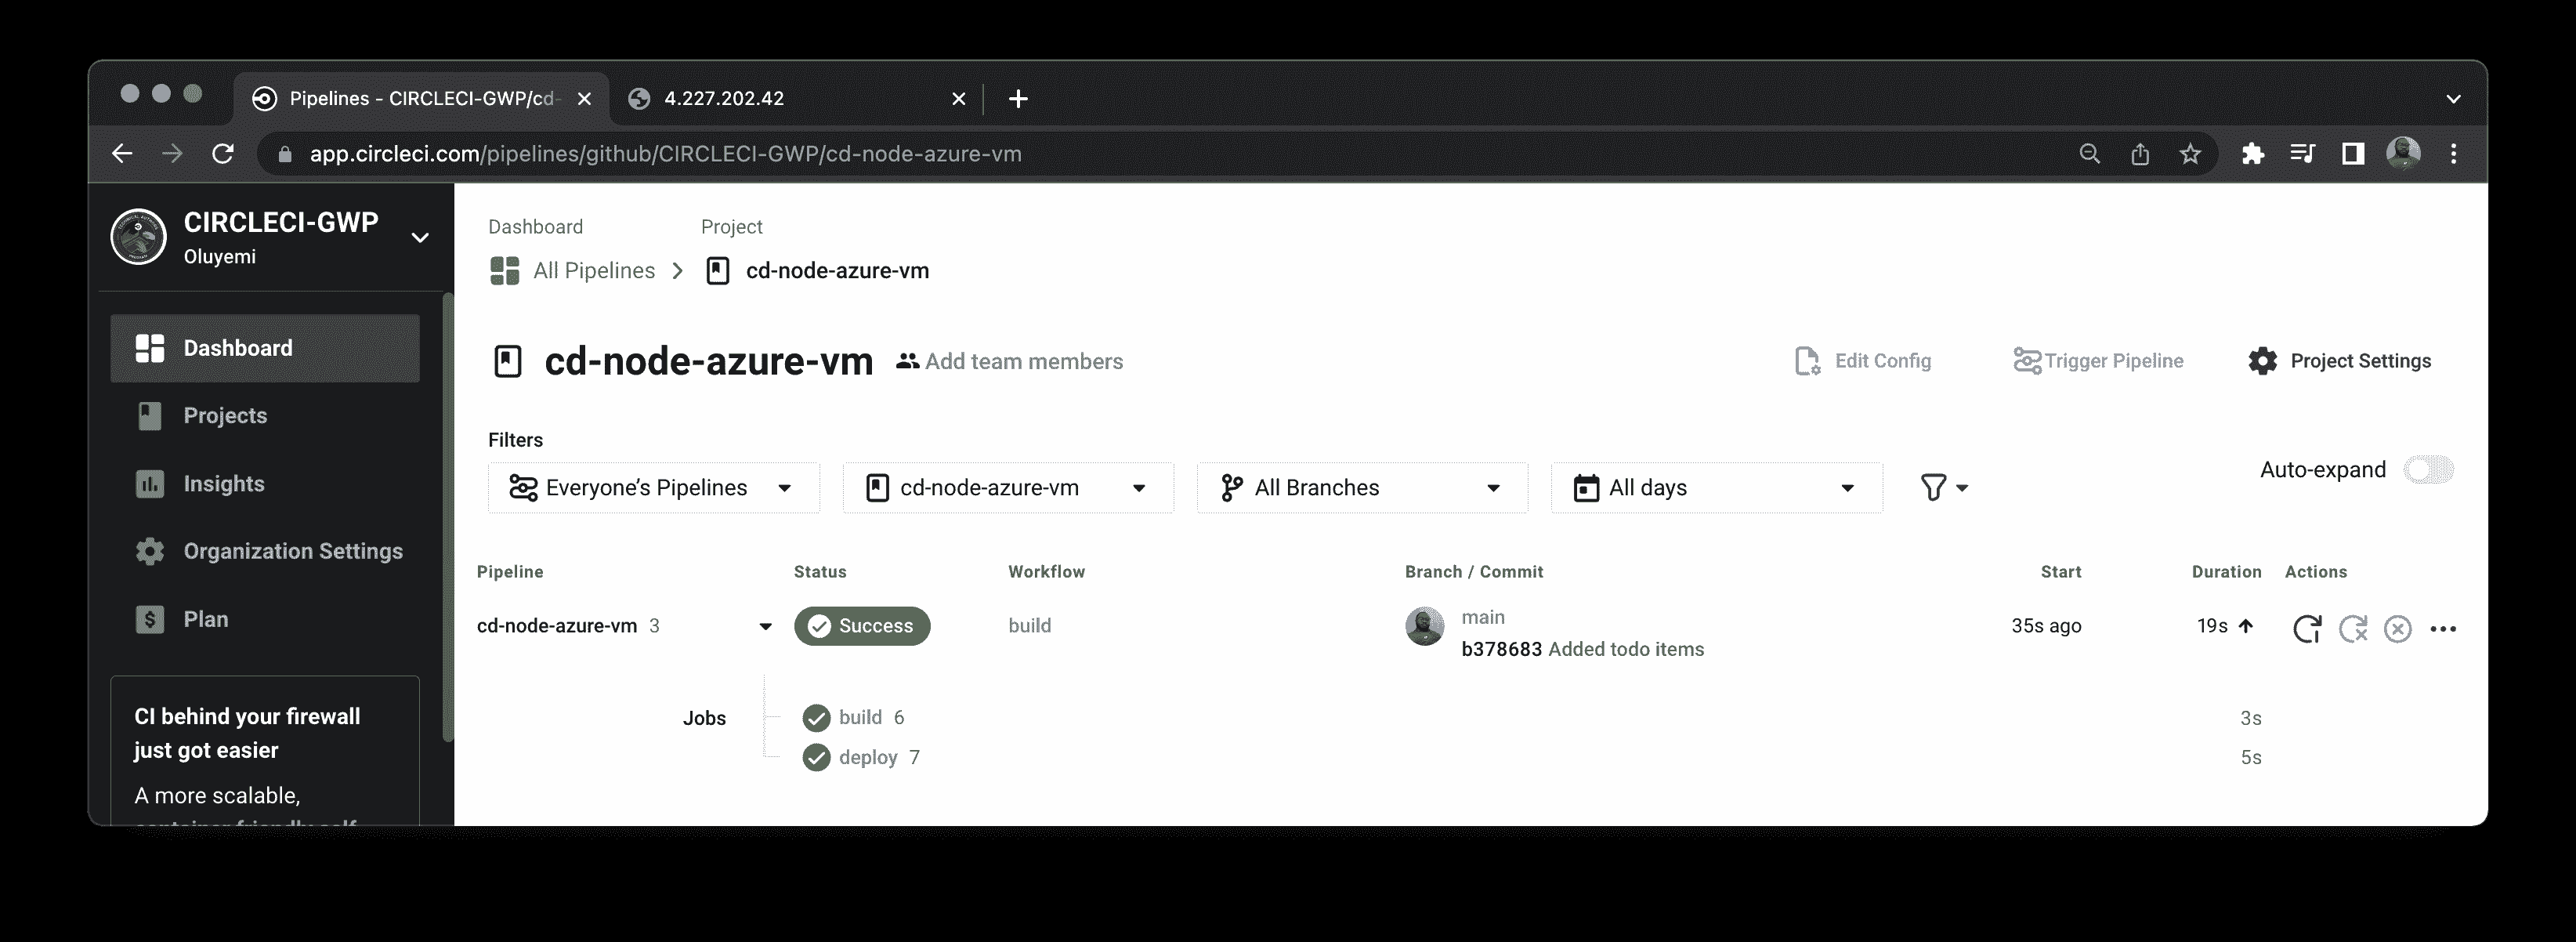 Pipelines - CIRCLECI-GWP/cd-
4.227.202.42
app.circleci.com/pipelines/github/CIRCLECI-GWP/cd-node-azure-vm
CIRCLECI-GWP
Oluyemi
Dashboard
Projects
Insights
Organization Settings
Plan
CI behind your firewall
just got easier
A more scalable,
Dashboard Project
All Pipelines cd-node-azure-vm
cd-node-azure-vm Add team members Edit Config Trigger Pipeline Project Settings
Filters
Everyone’s Pipelines cd-node-azure-vm All Branches All days Auto-expand
Pipeline Status Workflow Branch / Commit Start Duration Actions
cd-node-azure-vm 3 Success build main 35s ago 19s
b378683 Added todo items
Jobs build 6 3s
deploy 7 5s